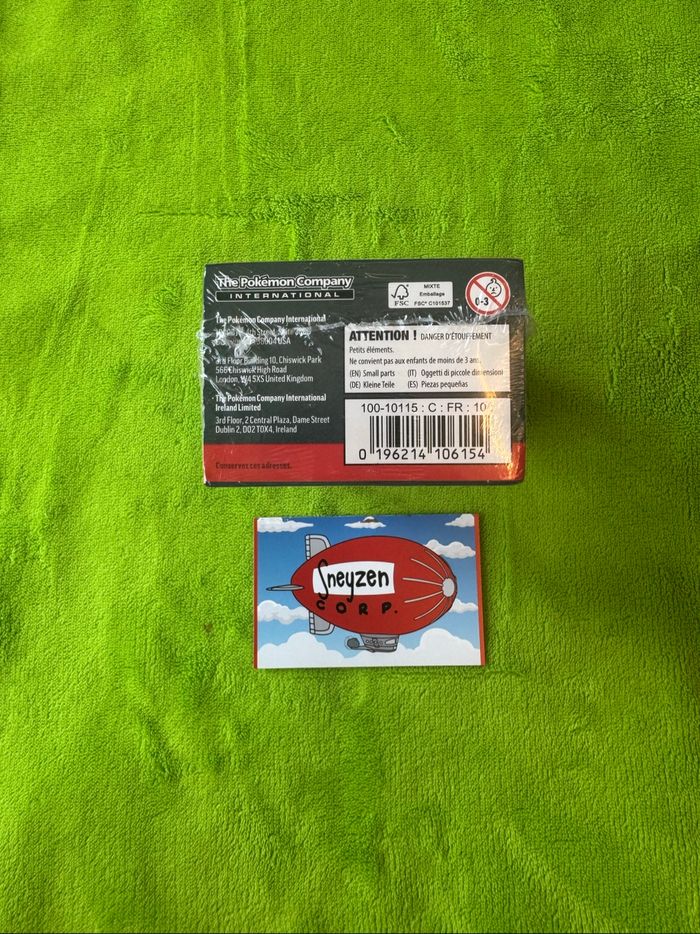 The Pokémon Company
INTERNATIONAL
The Pokémon Company International
USA
3rd Floor Building 10, Chiswick Park
566 Chiswick High Road
London, W4 5XS United Kingdom
The Pokémon Company International
Ireland Limited
3rd Floor, 2 Central Plaza, Dame Street
Dublin 2, D02 T0X4, Ireland
Conservez ces adresses.
FSC
MIXTE
Emballage
FSC® C101537
0-3
ATTENTION ! DANGER D'ÉTOUFFEMENT
Petits éléments.
Ne convient pas aux enfants de moins de 3 ans.
(EN) Small parts (IT) Oggetti di piccole dimensioni
(DE) Kleine Teile (ES) Piezas pequeñas
100-10115 : C : FR : 10
0 196214 106154
Sneyzen
CORP.